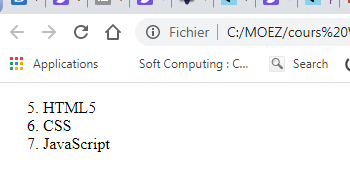 Fichier | C:/MOEZ/cours%20
Applications Soft Computing : C... Search
5. HTML5
6. CSS
7. JavaScript